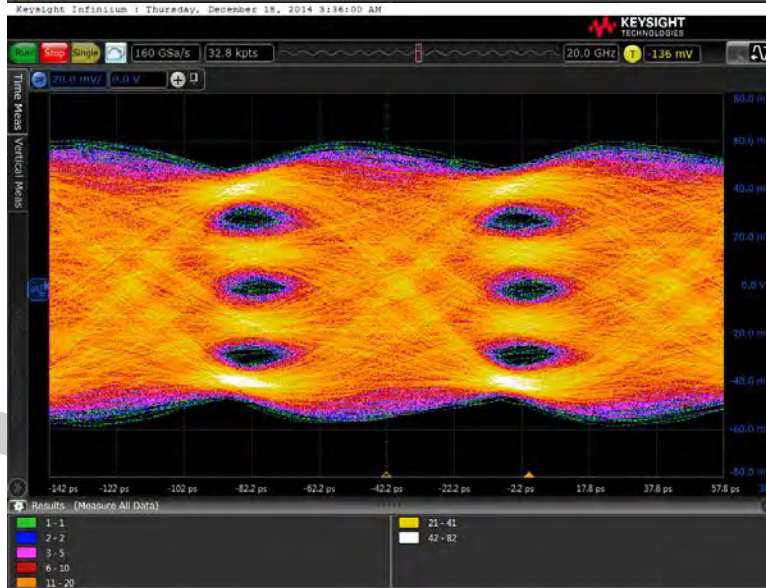 Keysight Infiniium : Thursday, December 18, 2014 3:36:00 AM
KEYSIGHT
TECHNOLOGIES
Run Stop Single 160 GSa/s 32.8 kpts 20.0 GHz T -136 mV
20.0 mV/ 0.0 V
Time Meas
Vertical Meas
80.0 m
60.0 m
40.0 m
20.0 m
0.0 V
-20.0 m
-40.0 m
-60.0 m
-80.0 m
-142 ps -122 ps -102 ps -82.2 ps -62.2 ps -42.2 ps -22.2 ps -2.2 ps 17.8 ps 37.8 ps 57.8 ps
Results (Measure All Data)
1 - 1
2 - 2
3 - 5
6 - 10
11 - 20
21 - 41
42 - 82